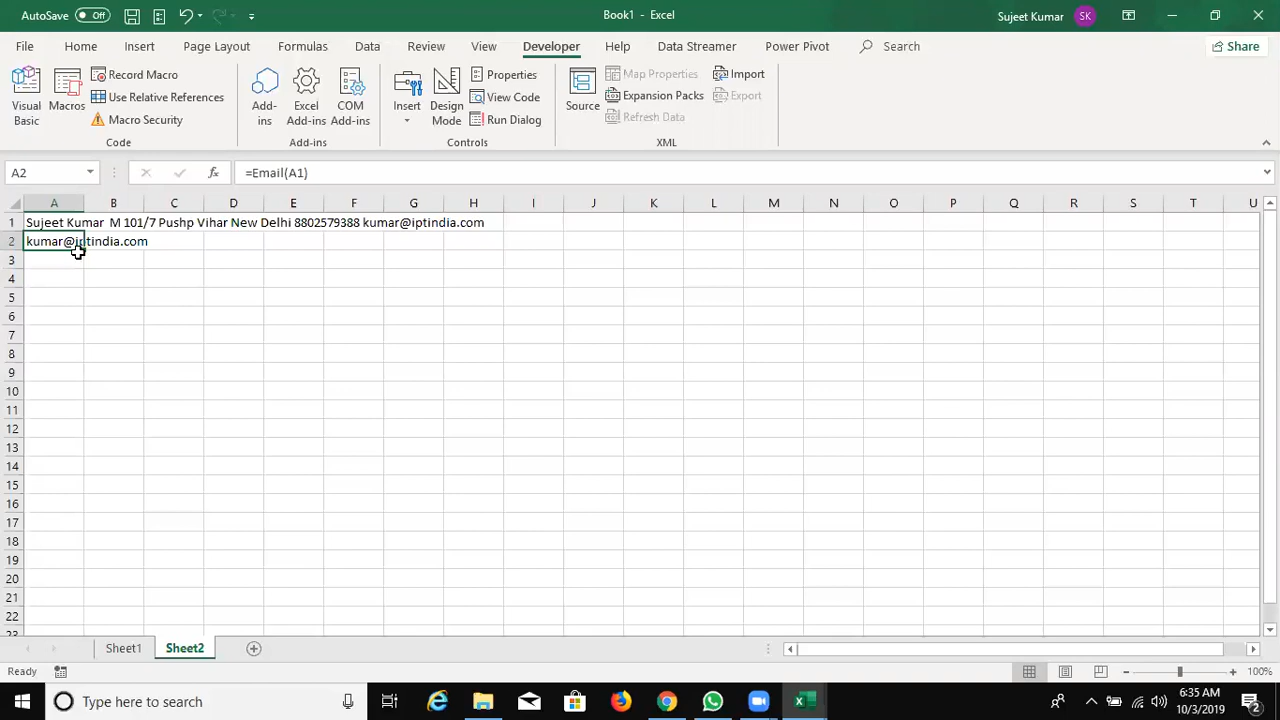 AutoSave Off Book1 - Excel Sujeet Kumar SK
File Home Insert Page Layout Formulas Data Review View Developer Help Data Streamer Power Pivot Search Share
Visual Basic
Macros
Record Macro
Use Relative References
Macro Security
Code
Add-ins
Excel Add-ins
COM Add-ins
Add-ins
Insert
Design Mode
Properties
View Code
Run Dialog
Controls
Source
Map Properties
Expansion Packs
Refresh Data
Import
Export
XML
A2 fx =Email(A1)
A B C D E F G H I J K L M N O P Q R S T U
1 Sujeet Kumar M 101/7 Pushp Vihar New Delhi 8802579388 kumar@iptindia.com
2 kumar@iptindia.com
3
4
5
6
7
8
9
10
11
12
13
14
15
16
17
18
19
20
21
22
23
Sheet1 Sheet2
Ready 100%
Type here to search 6:35 AM
10/3/2019 2